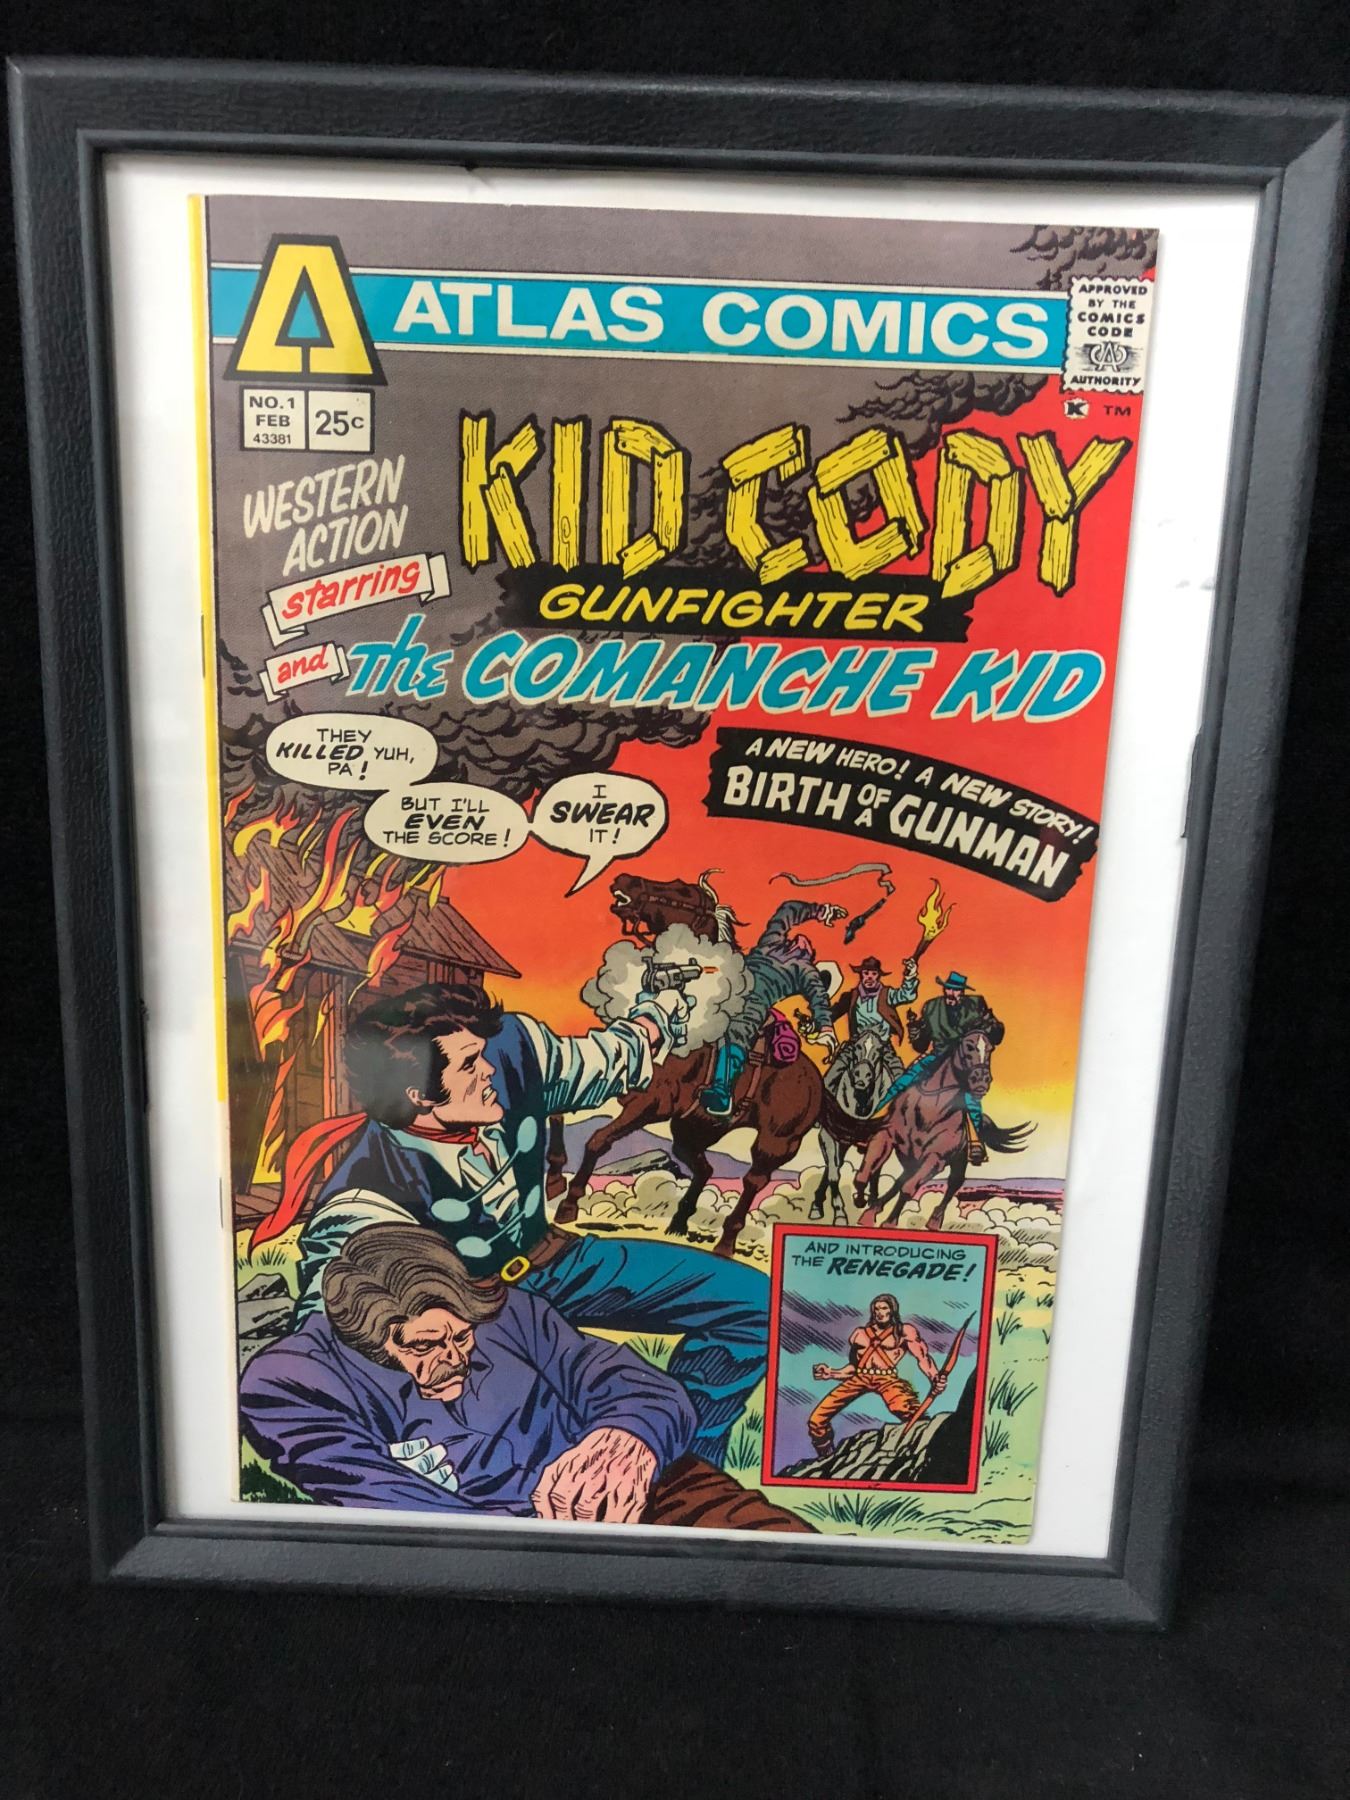 A ATLAS COMICS
APPROVED
BY THE
COMICS
CODE
CA
AUTHORITY
K TM
NO. 1
FEB
43381
25c
WESTERN
ACTION
starring
KID CODY
GUNFIGHTER
and The COMANCHE KID
A NEW HERO! A NEW STORY!
BIRTH OF A GUNMAN
THEY
KILLED YUH,
PA!
BUT I'LL
EVEN
THE SCORE!
I
SWEAR
IT!
AND INTRODUCING
THE RENEGADE!